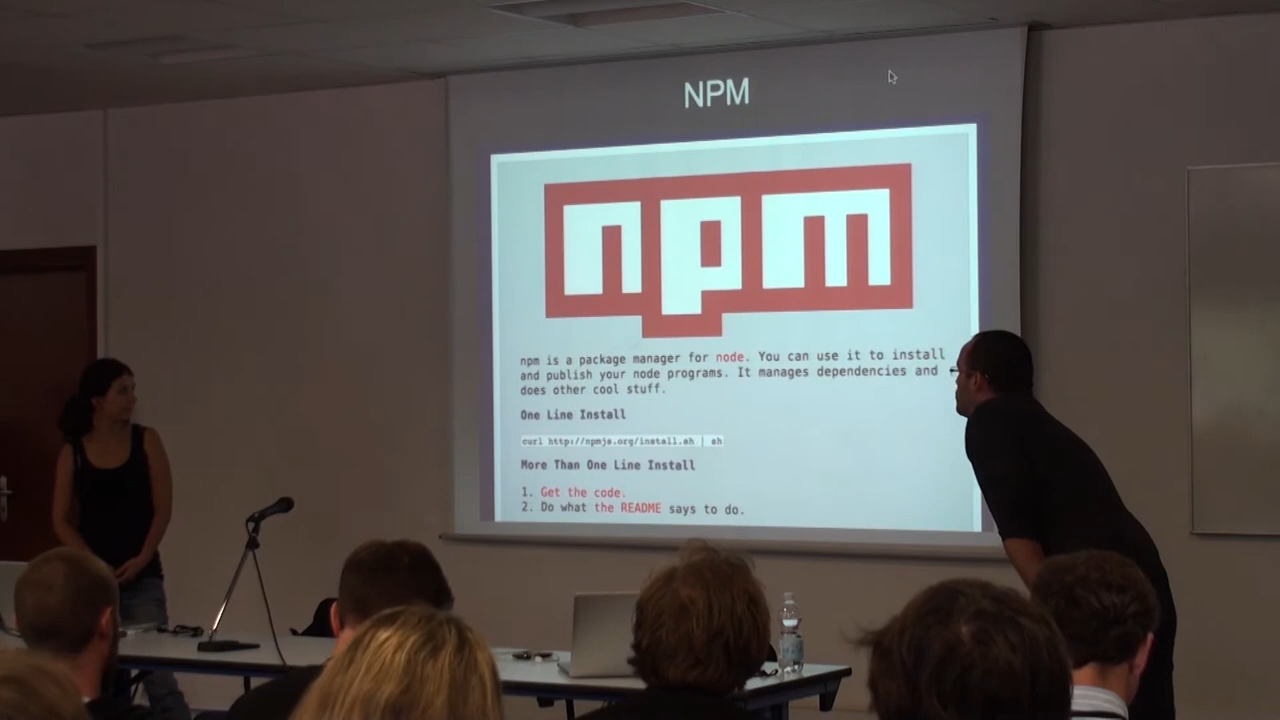 NPM
npm
npm is a package manager for node. You can use it to install
and publish your node programs. It manages dependencies and
does other cool stuff.
One Line Install
curl http://npmjs.org/install.sh | sh
More Than One Line Install
1. Get the code.
2. Do what the README says to do.